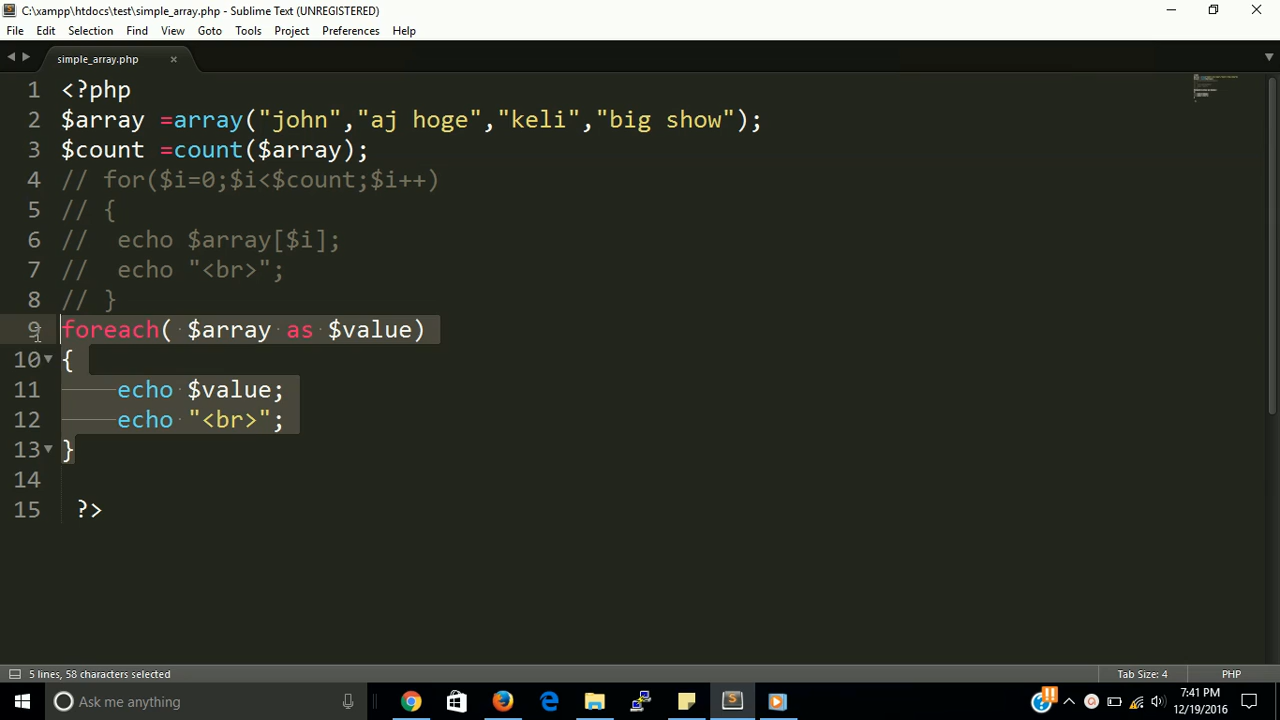 C:\xampp\htdocs\test\simple_array.php - Sublime Text (UNREGISTERED)
File Edit Selection Find View Goto Tools Project Preferences Help
simple_array.php ×
1 <?php
2 $array =array("john","aj hoge","keli","big show");
3 $count =count($array);
4 // for($i=0;$i<$count;$i++)
5 // {
6 //  echo $array[$i];
7 //  echo "<br>";
8 // }
9 foreach( $array as $value)
10 {
11     echo $value;
12     echo "<br>";
13 }
14
15  ?>
5 lines, 58 characters selected Tab Size: 4 PHP
Ask me anything
7:41 PM
12/19/2016